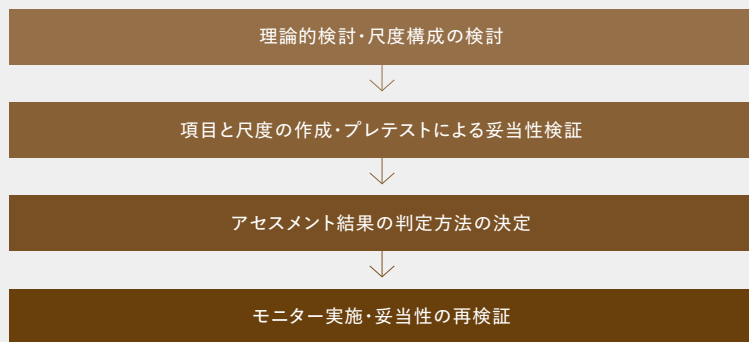 理論的検討・尺度構成の検討
項目と尺度の作成・プレテストによる妥当性検証
アセスメント結果の判定方法の決定
モニター実施・妥当性の再検証